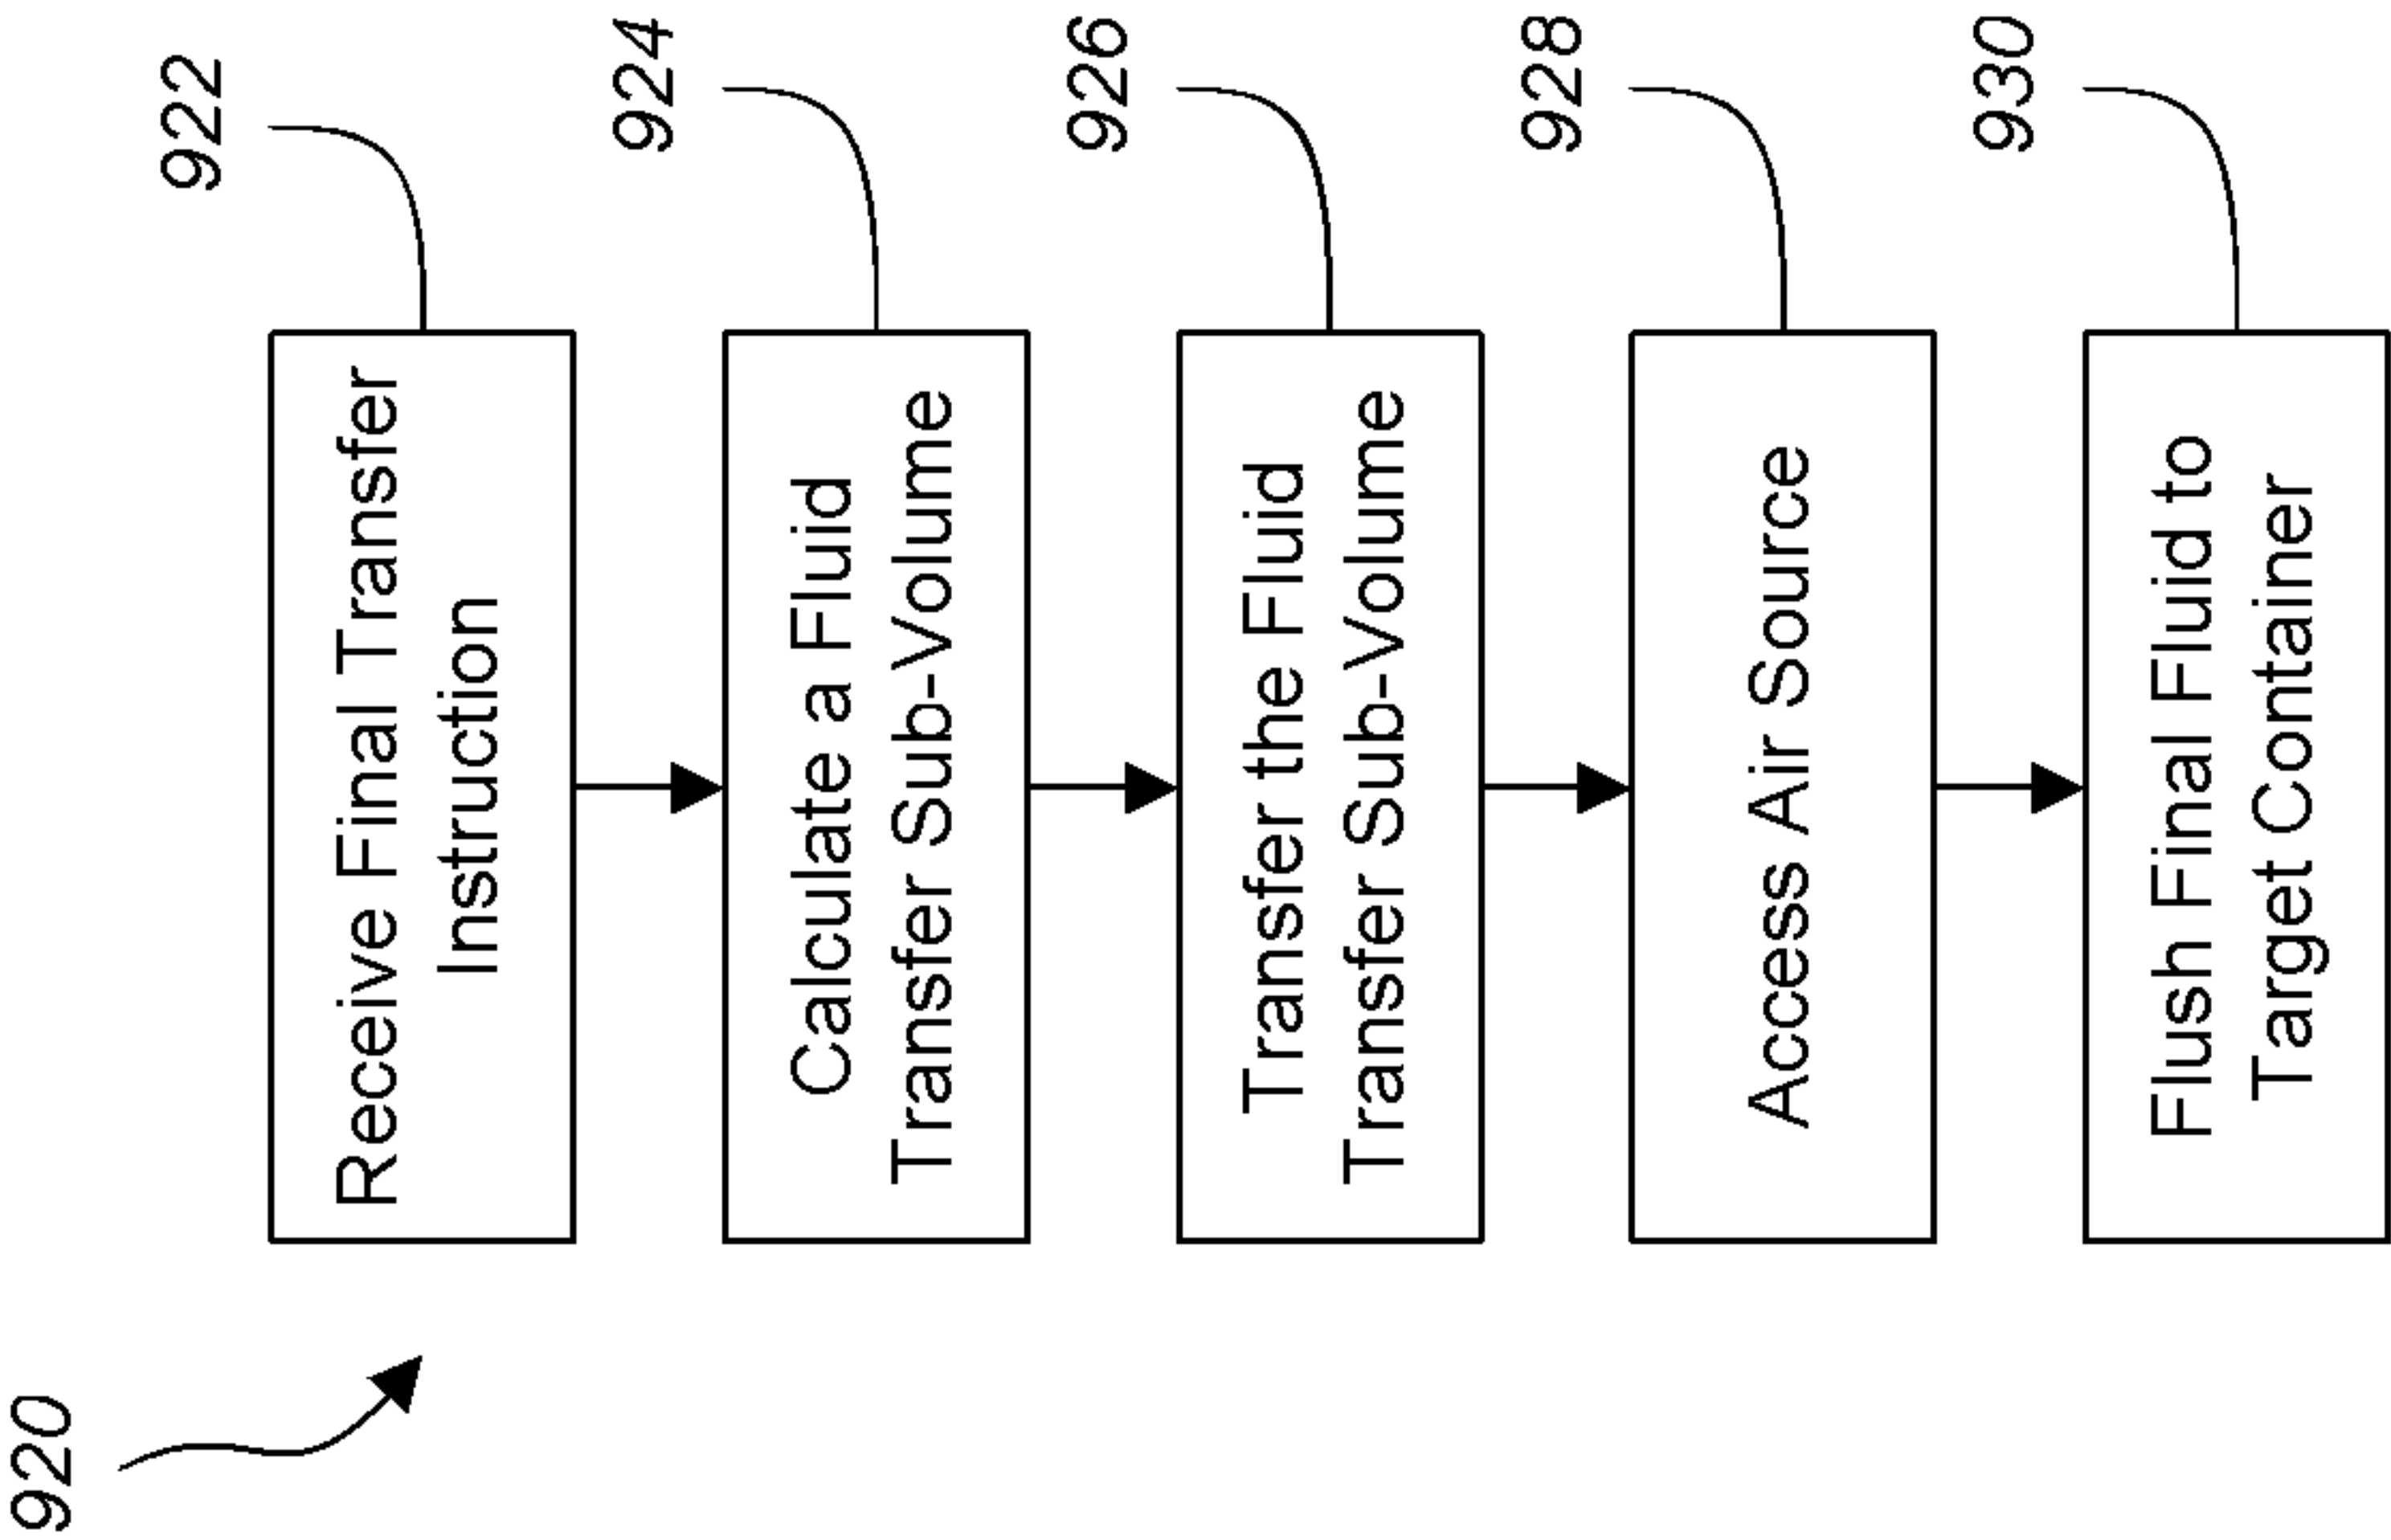 920
922
Receive Final Transfer
Instruction
924
Calculate a Fluid
Transfer Sub-Volume
926
Transfer the Fluid
Transfer Sub-Volume
928
Access Air Source
930
Flush Final Fluid to
Target Container